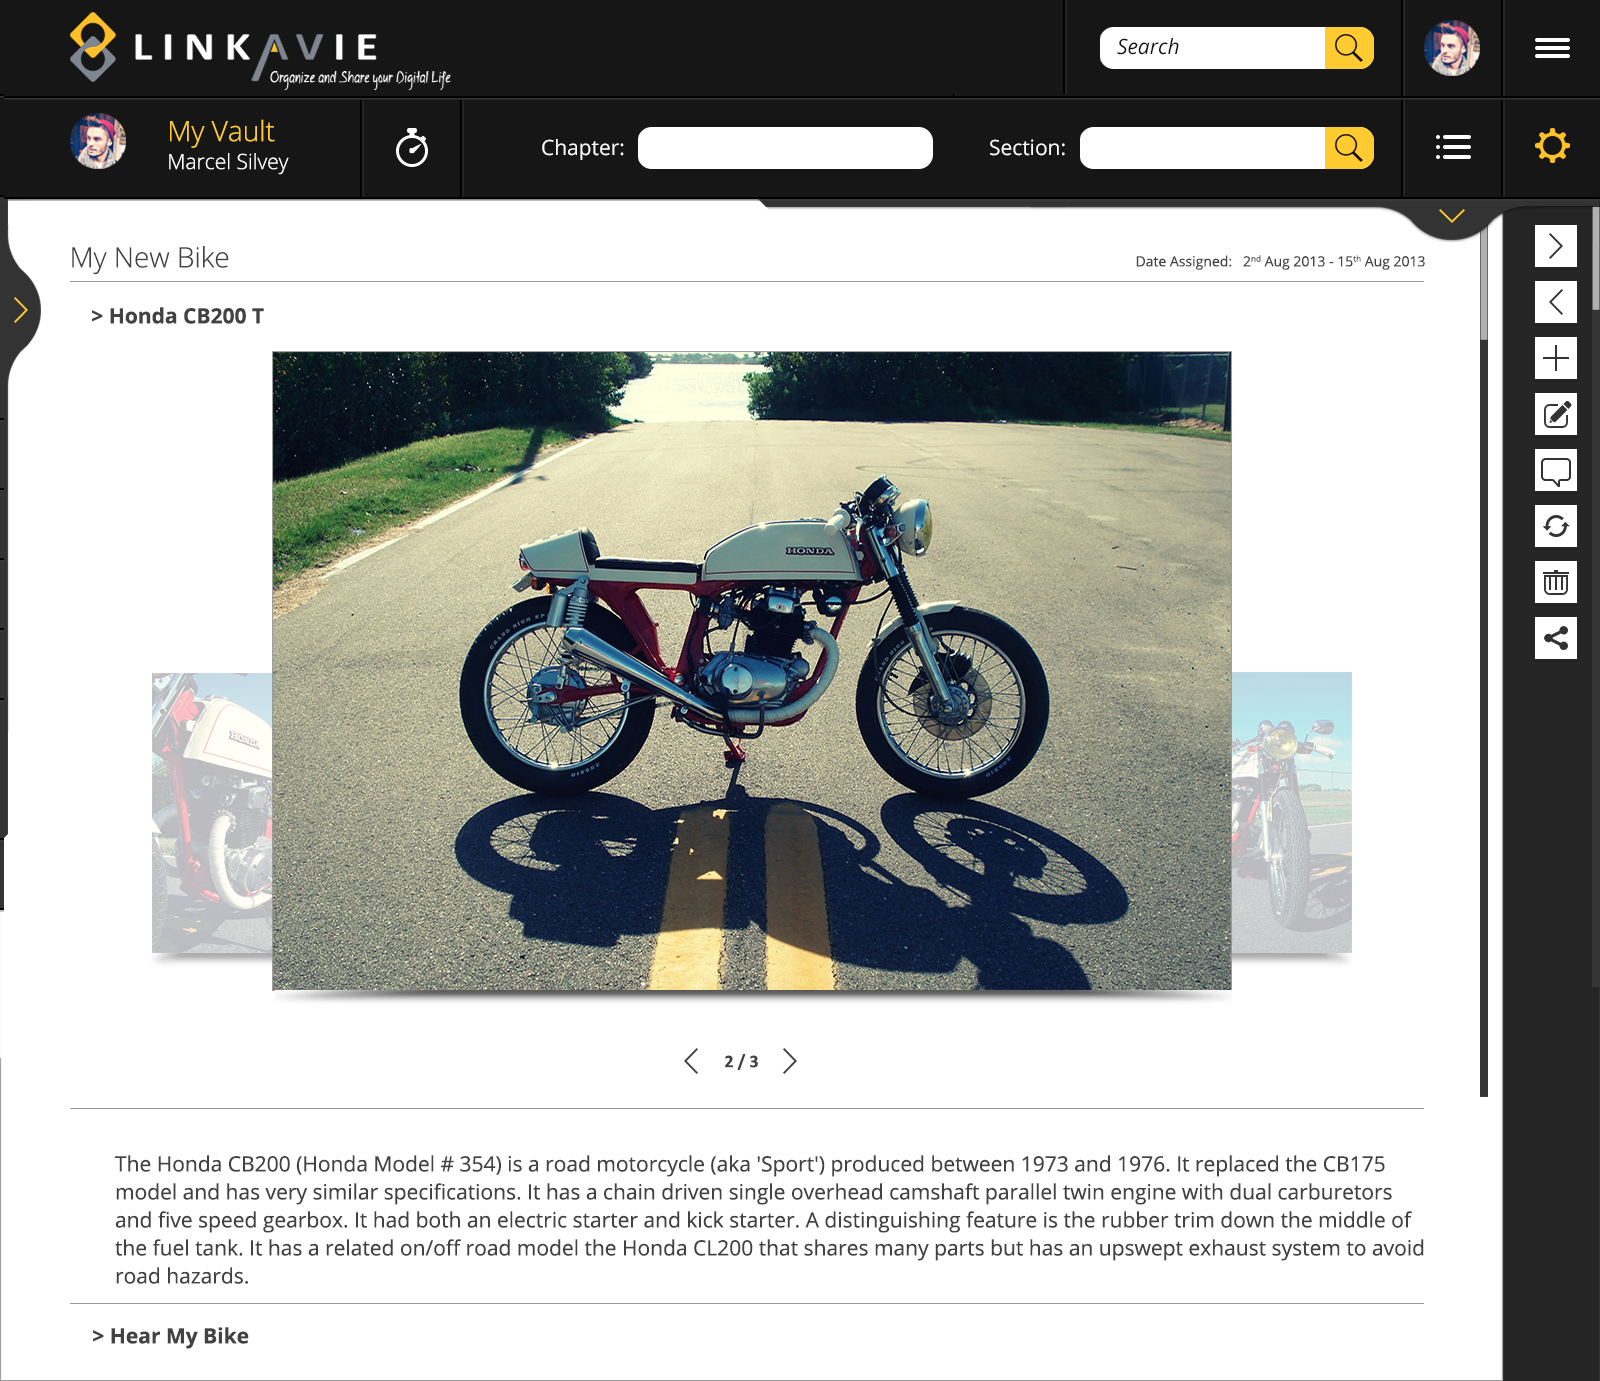 LINKAVIE
Organize and Share your Digital Life
Search
My Vault
Marcel Silvey
Chapter:
Section:
My New Bike
Date Assigned: 2nd Aug 2013 - 15th Aug 2013
> Honda CB200 T
HONDA
GRAND HIGH
HONDA
2 / 3
The Honda CB200 (Honda Model # 354) is a road motorcycle (aka 'Sport') produced between 1973 and 1976. It replaced the CB175
model and has very similar specifications. It has a chain driven single overhead camshaft parallel twin engine with dual carburetors
and five speed gearbox. It had both an electric starter and kick starter. A distinguishing feature is the rubber trim down the middle of
the fuel tank. It has a related on/off road model the Honda CL200 that shares many parts but has an upswept exhaust system to avoid
road hazards.
> Hear My Bike